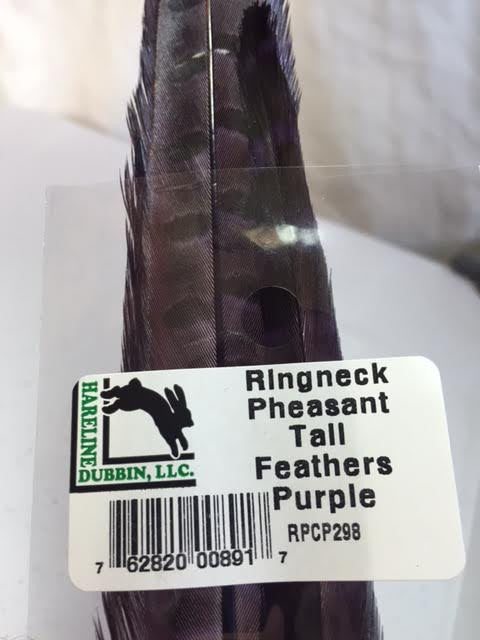 RIngneck
Pheasant
Tall
Feathers
Purple
RPCP298
HARELINE
DUBBIN, LLC.
7 62820 00891 7